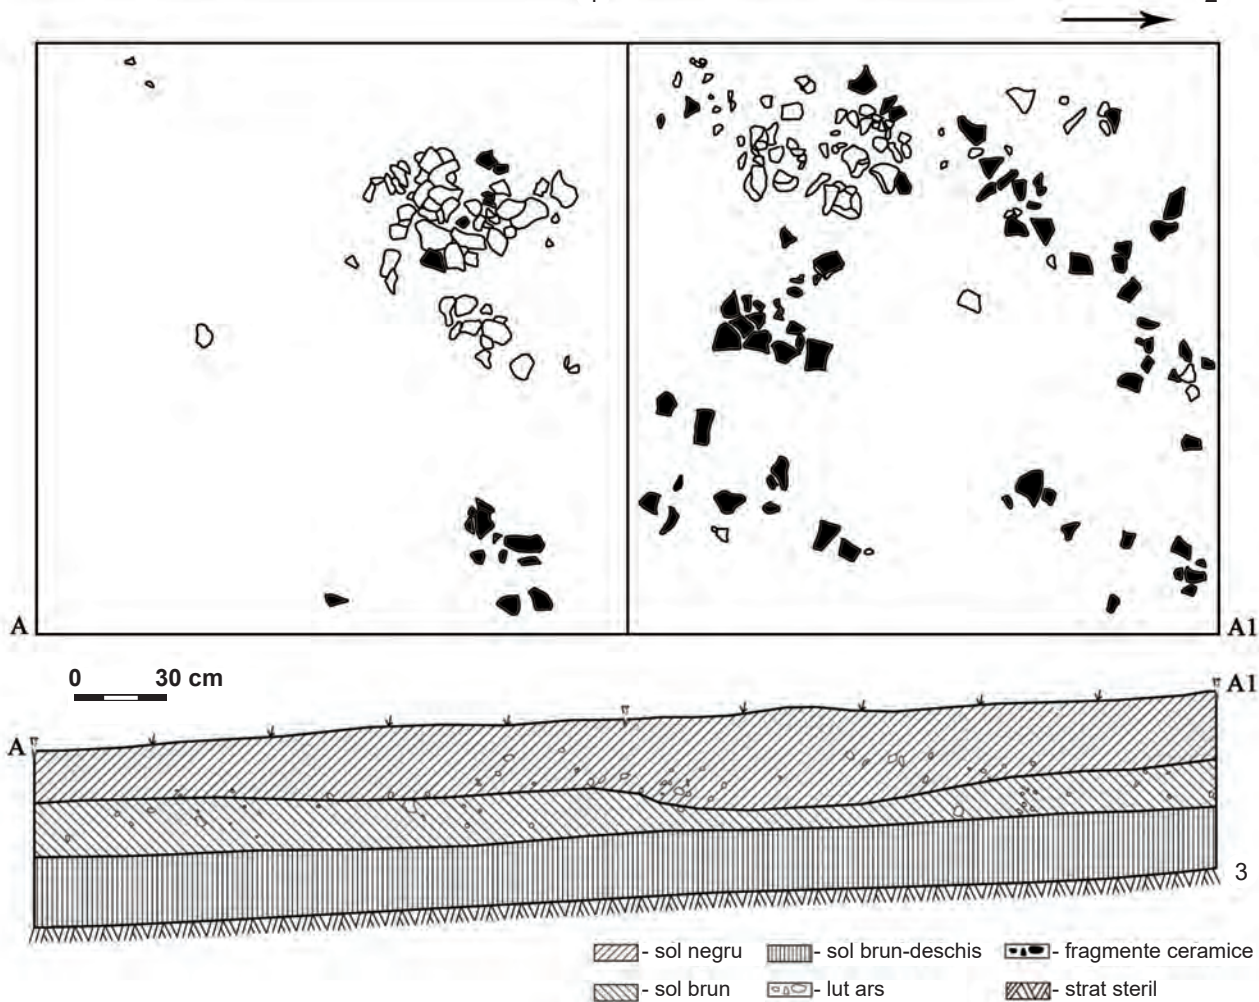 A A1
0 30 cm
A1
A
3
- sol negru - sol brun-deschis - fragmente ceramice
- sol brun - lut ars - strat steril